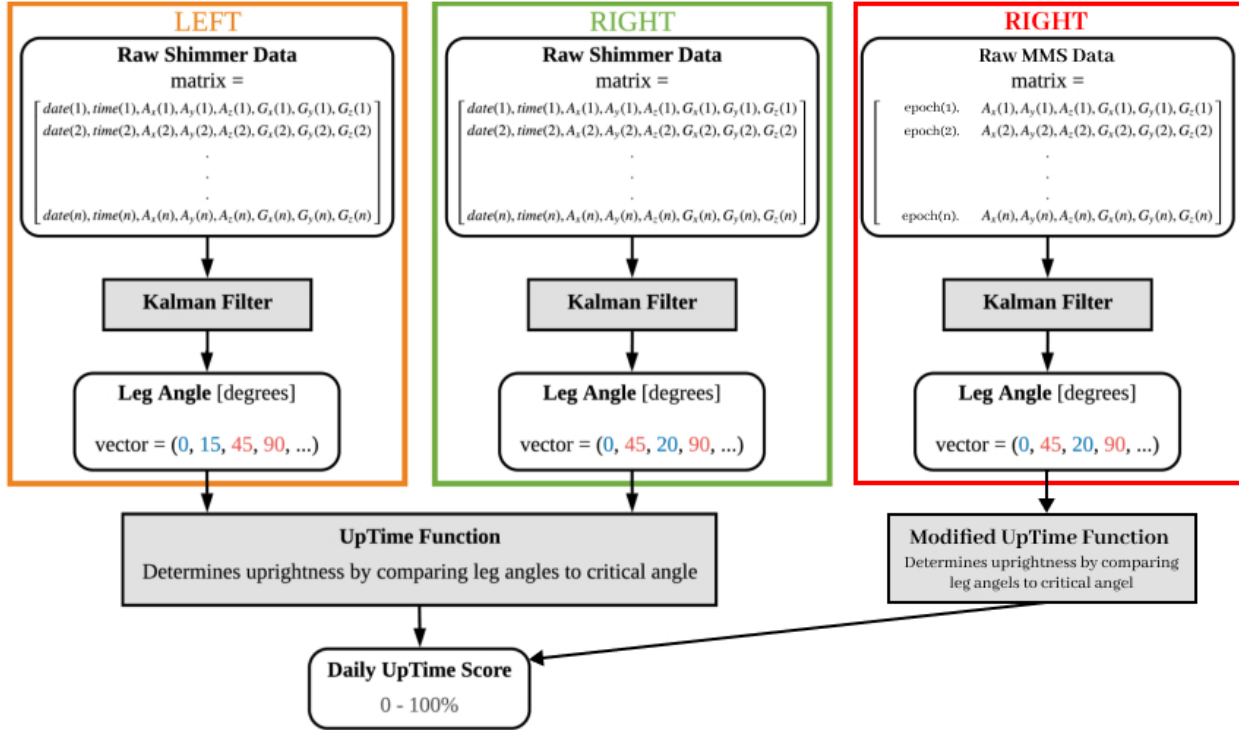 LEFT
Raw Shimmer Data
matrix =
date(1), time(1), Ax(1), Ay(1), Az(1), Gx(1), Gy(1), Gz(1)
date(2), time(2), Ax(2), Ay(2), Az(2), Gx(2), Gy(2), Gz(2)
.
.
.
date(n), time(n), Ax(n), Ay(n), Az(n), Gx(n), Gy(n), Gz(n)
Kalman Filter
Leg Angle [degrees]
vector = (0, 15, 45, 90, ...)
RIGHT
Raw Shimmer Data
matrix =
date(1), time(1), Ax(1), Ay(1), Az(1), Gx(1), Gy(1), Gz(1)
date(2), time(2), Ax(2), Ay(2), Az(2), Gx(2), Gy(2), Gz(2)
.
.
.
date(n), time(n), Ax(n), Ay(n), Az(n), Gx(n), Gy(n), Gz(n)
Kalman Filter
Leg Angle [degrees]
vector = (0, 45, 20, 90, ...)
RIGHT
Raw MMS Data
matrix =
epoch(1). Ax(1), Ay(1), Az(1), Gx(1), Gy(1), Gz(1)
epoch(2). Ax(2), Ay(2), Az(2), Gx(2), Gy(2), Gz(2)
.
.
.
epoch(n). Ax(n), Ay(n), Az(n), Gx(n), Gy(n), Gz(n)
Kalman Filter
Leg Angle [degrees]
vector = (0, 45, 20, 90, ...)
UpTime Function
Determines uprightness by comparing leg angles to critical angle
Modified UpTime Function
Determines uprightness by comparing
leg angels to critical angel
Daily UpTime Score
0 - 100%